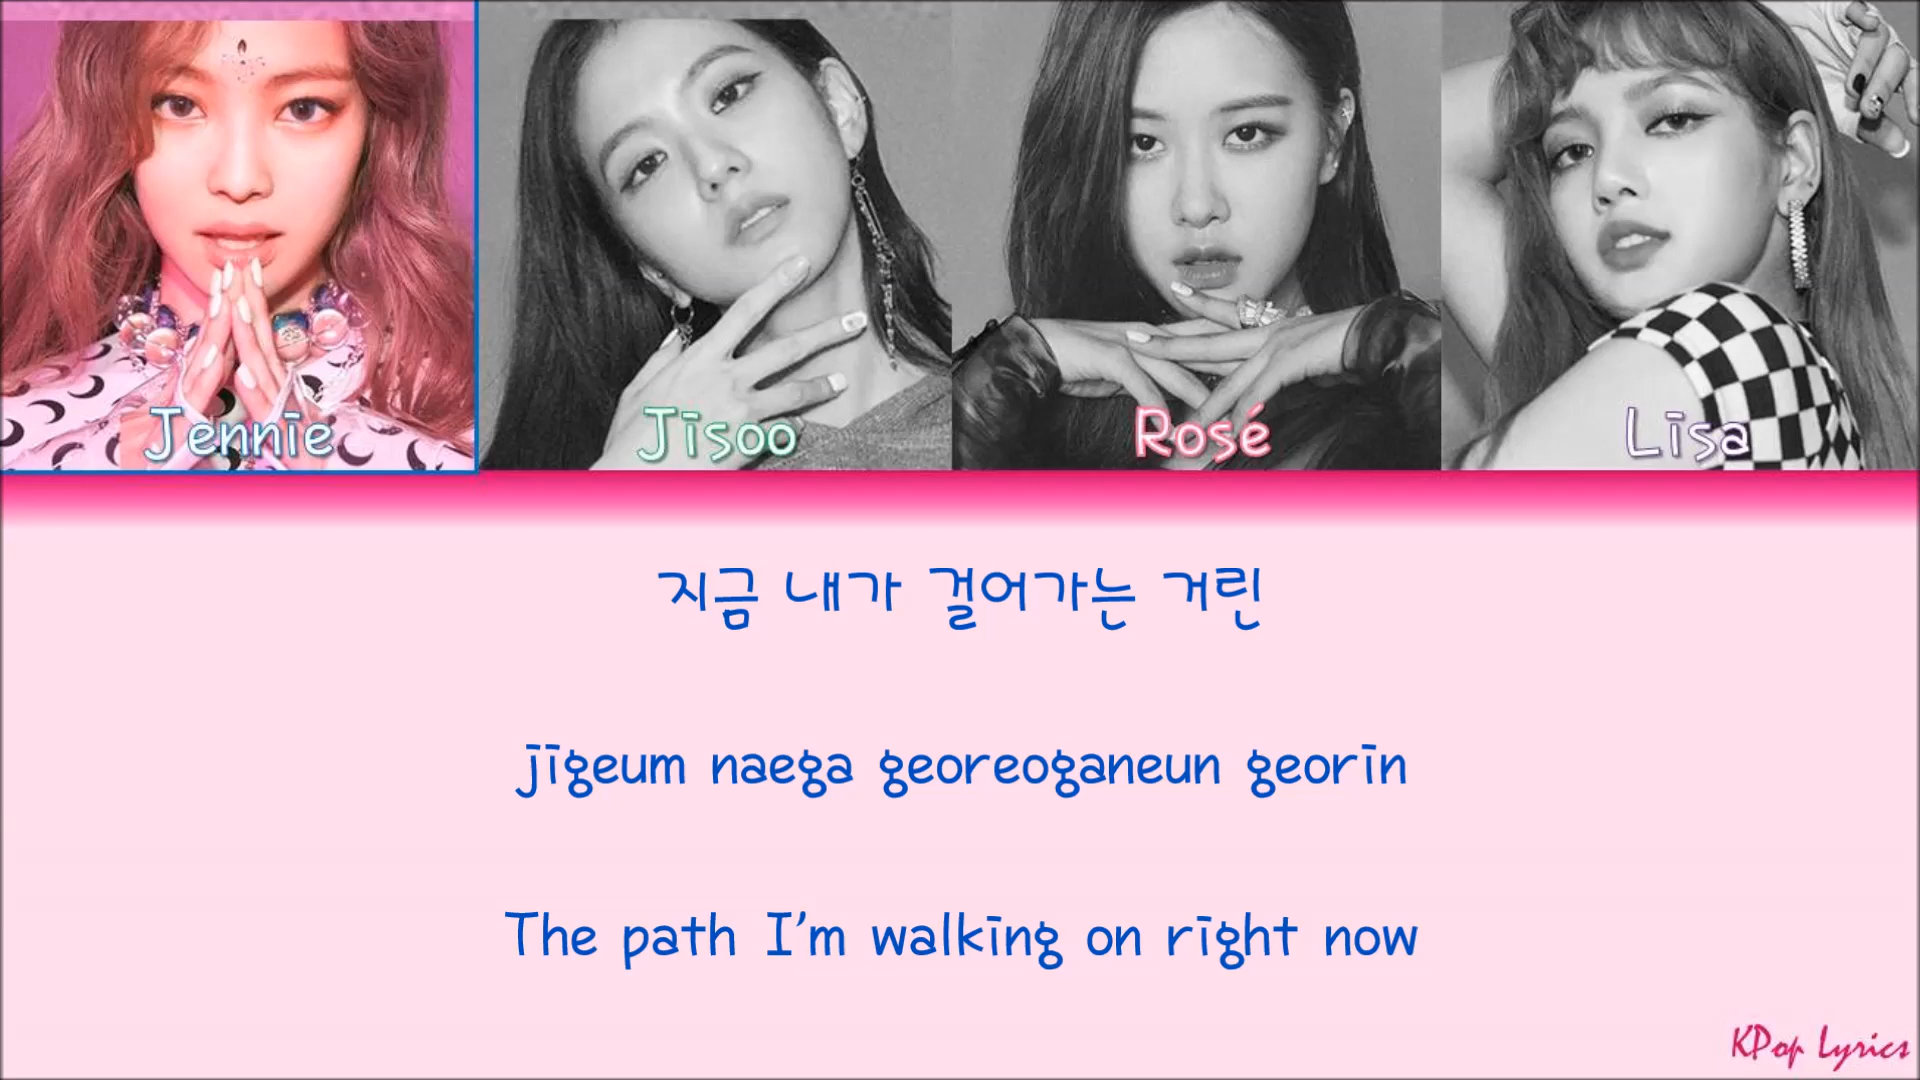 Jennie
Jisoo
Rosé
Lisa
지금 내가 걸어가는 거린
jigeum naega georeoganeun georin
The path I'm walking on right now
KPop Lyrics